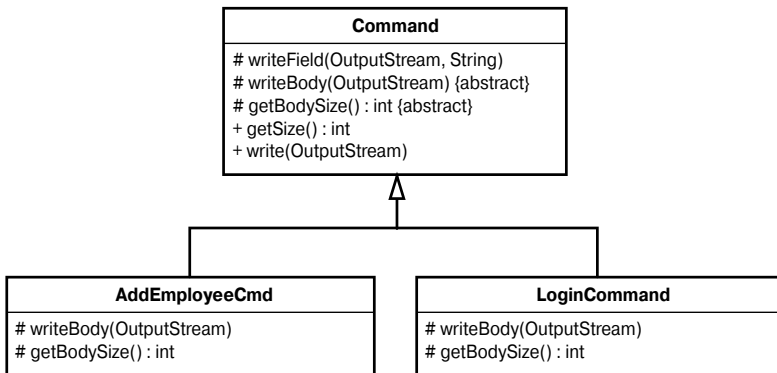 Command
# writeField(OutputStream, String)
# writeBody(OutputStream) {abstract}
# getBodySize() : int {abstract}
+ getSize() : int
+ write(OutputStream)
AddEmployeeCmd
# writeBody(OutputStream)
# getBodySize() : int
LoginCommand
# writeBody(OutputStream)
# getBodySize() : int